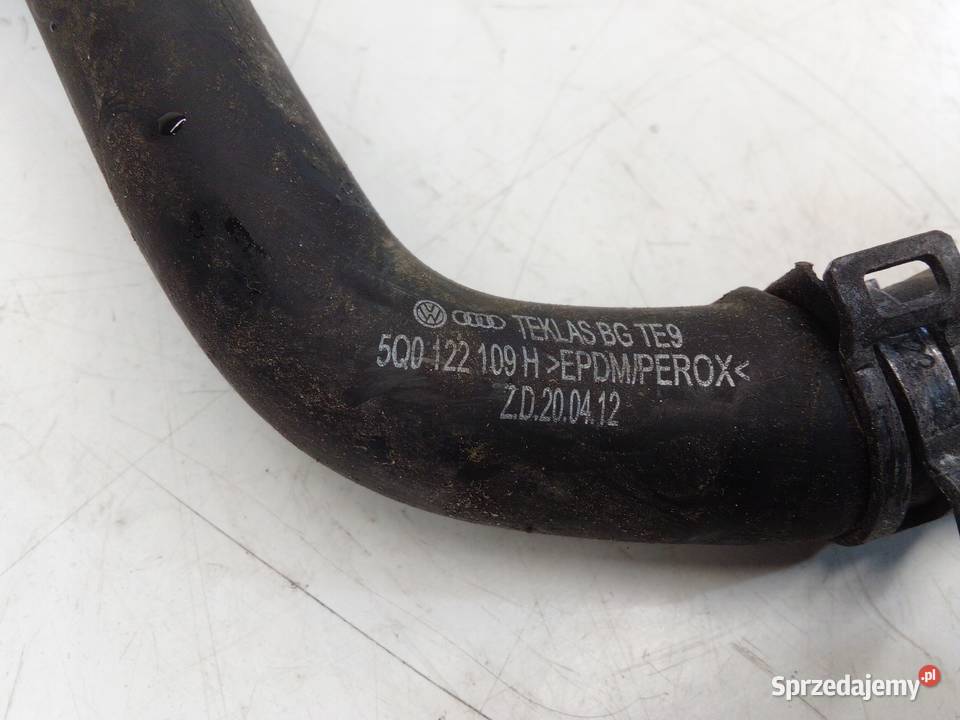 TEKLAS BG TE9
5Q0 122 109 H >EPDM/PEROX<
Z.D.20.04.12
Sprzedajemy.pl